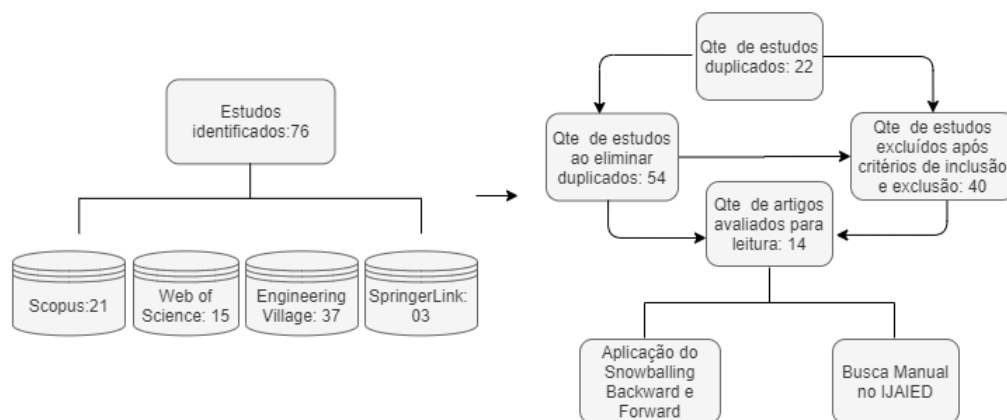 Estudos
identificados:76
Scopus:21
Web of
Science: 15
Engineering
Village: 37
SpringerLink:
03
Qte de estudos
duplicados: 22
Qte de estudos
ao eliminar
duplicados: 54
Qte de estudos
excluídos após
critérios de inclusão
e exclusão: 40
Qte de artigos
avaliados para
leitura: 14
Aplicação do
Snowballing
Backward e
Forward
Busca Manual
no IJAIED